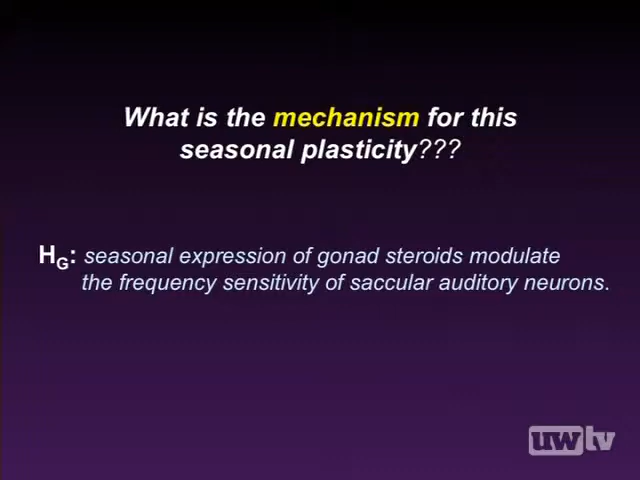 What is the mechanism for this
seasonal plasticity???
HG: seasonal expression of gonad steroids modulate
the frequency sensitivity of saccular auditory neurons.
uwtv